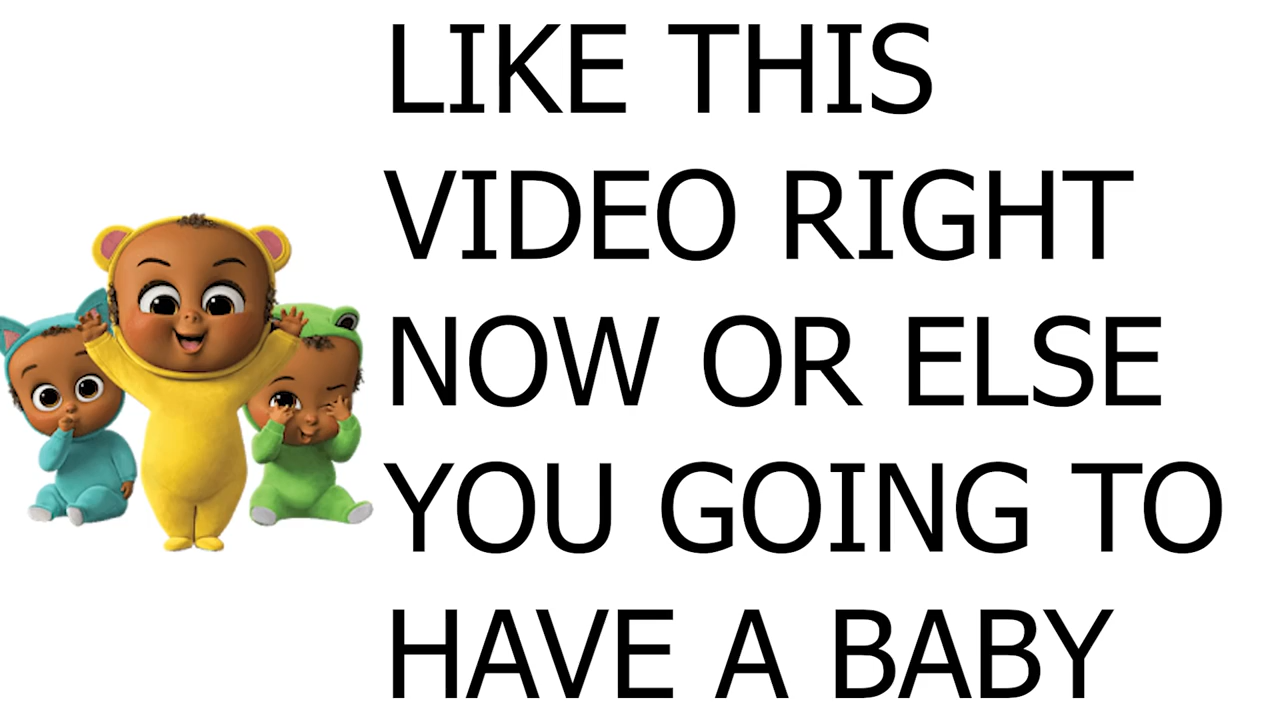 LIKE THIS
VIDEO RIGHT
NOW OR ELSE
YOU GOING TO
HAVE A BABY